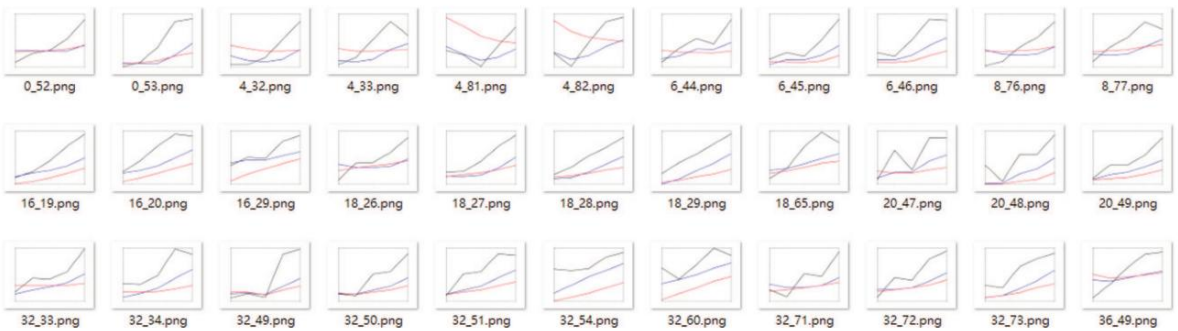 0_52.png 0_53.png 4_32.png 4_33.png 4_81.png 4_82.png 6_44.png 6_45.png 6_46.png 8_76.png 8_77.png
16_19.png 16_20.png 16_29.png 18_26.png 18_27.png 18_28.png 18_29.png 18_65.png 20_47.png 20_48.png 20_49.png
32_33.png 32_34.png 32_49.png 32_50.png 32_51.png 32_54.png 32_60.png 32_71.png 32_72.png 32_73.png 36_49.png